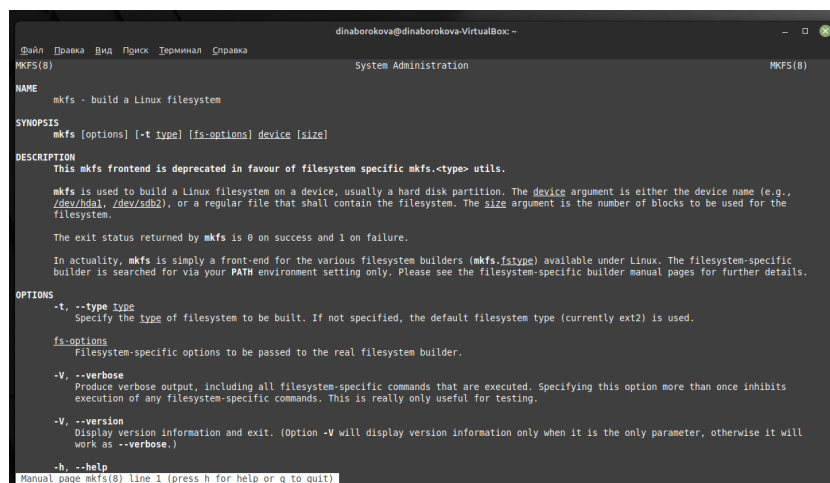 dinaborokova@dinaborokova-VirtualBox: ~
Файл Правка Вид Поиск Терминал Справка
MKFS(8) System Administration MKFS(8)
NAME
mkfs - build a Linux filesystem
SYNOPSIS
mkfs [options] [-t type] [fs-options] device [size]
DESCRIPTION
This mkfs frontend is deprecated in favour of filesystem specific mkfs.<type> utils.
mkfs is used to build a Linux filesystem on a device, usually a hard disk partition. The device argument is either the device name (e.g.,
/dev/hda1, /dev/sdb2), or a regular file that shall contain the filesystem. The size argument is the number of blocks to be used for the
filesystem.
The exit status returned by mkfs is 0 on success and 1 on failure.
In actuality, mkfs is simply a front-end for the various filesystem builders (mkfs.fstype) available under Linux. The filesystem-specific
builder is searched for via your PATH environment setting only. Please see the filesystem-specific builder manual pages for further details.
OPTIONS
-t, --type type
Specify the type of filesystem to be built. If not specified, the default filesystem type (currently ext2) is used.
fs-options
Filesystem-specific options to be passed to the real filesystem builder.
-V, --verbose
Produce verbose output, including all filesystem-specific commands that are executed. Specifying this option more than once inhibits
execution of any filesystem-specific commands. This is really only useful for testing.
-V, --version
Display version information and exit. (Option -V will display version information only when it is the only parameter, otherwise it will
work as --verbose.)
-h, --help
Manual page mkfs(8) line 1 (press h for help or q to quit)